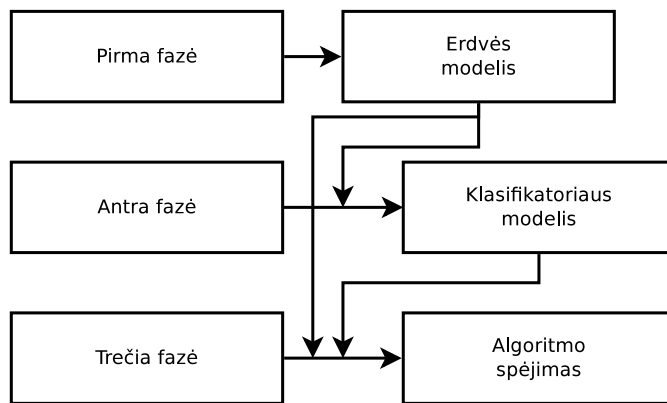 Pirma fazė
Erdvės
modelis
Antra fazė
Klasifikatoriaus
modelis
Trečia fazė
Algoritmo
spėjimas